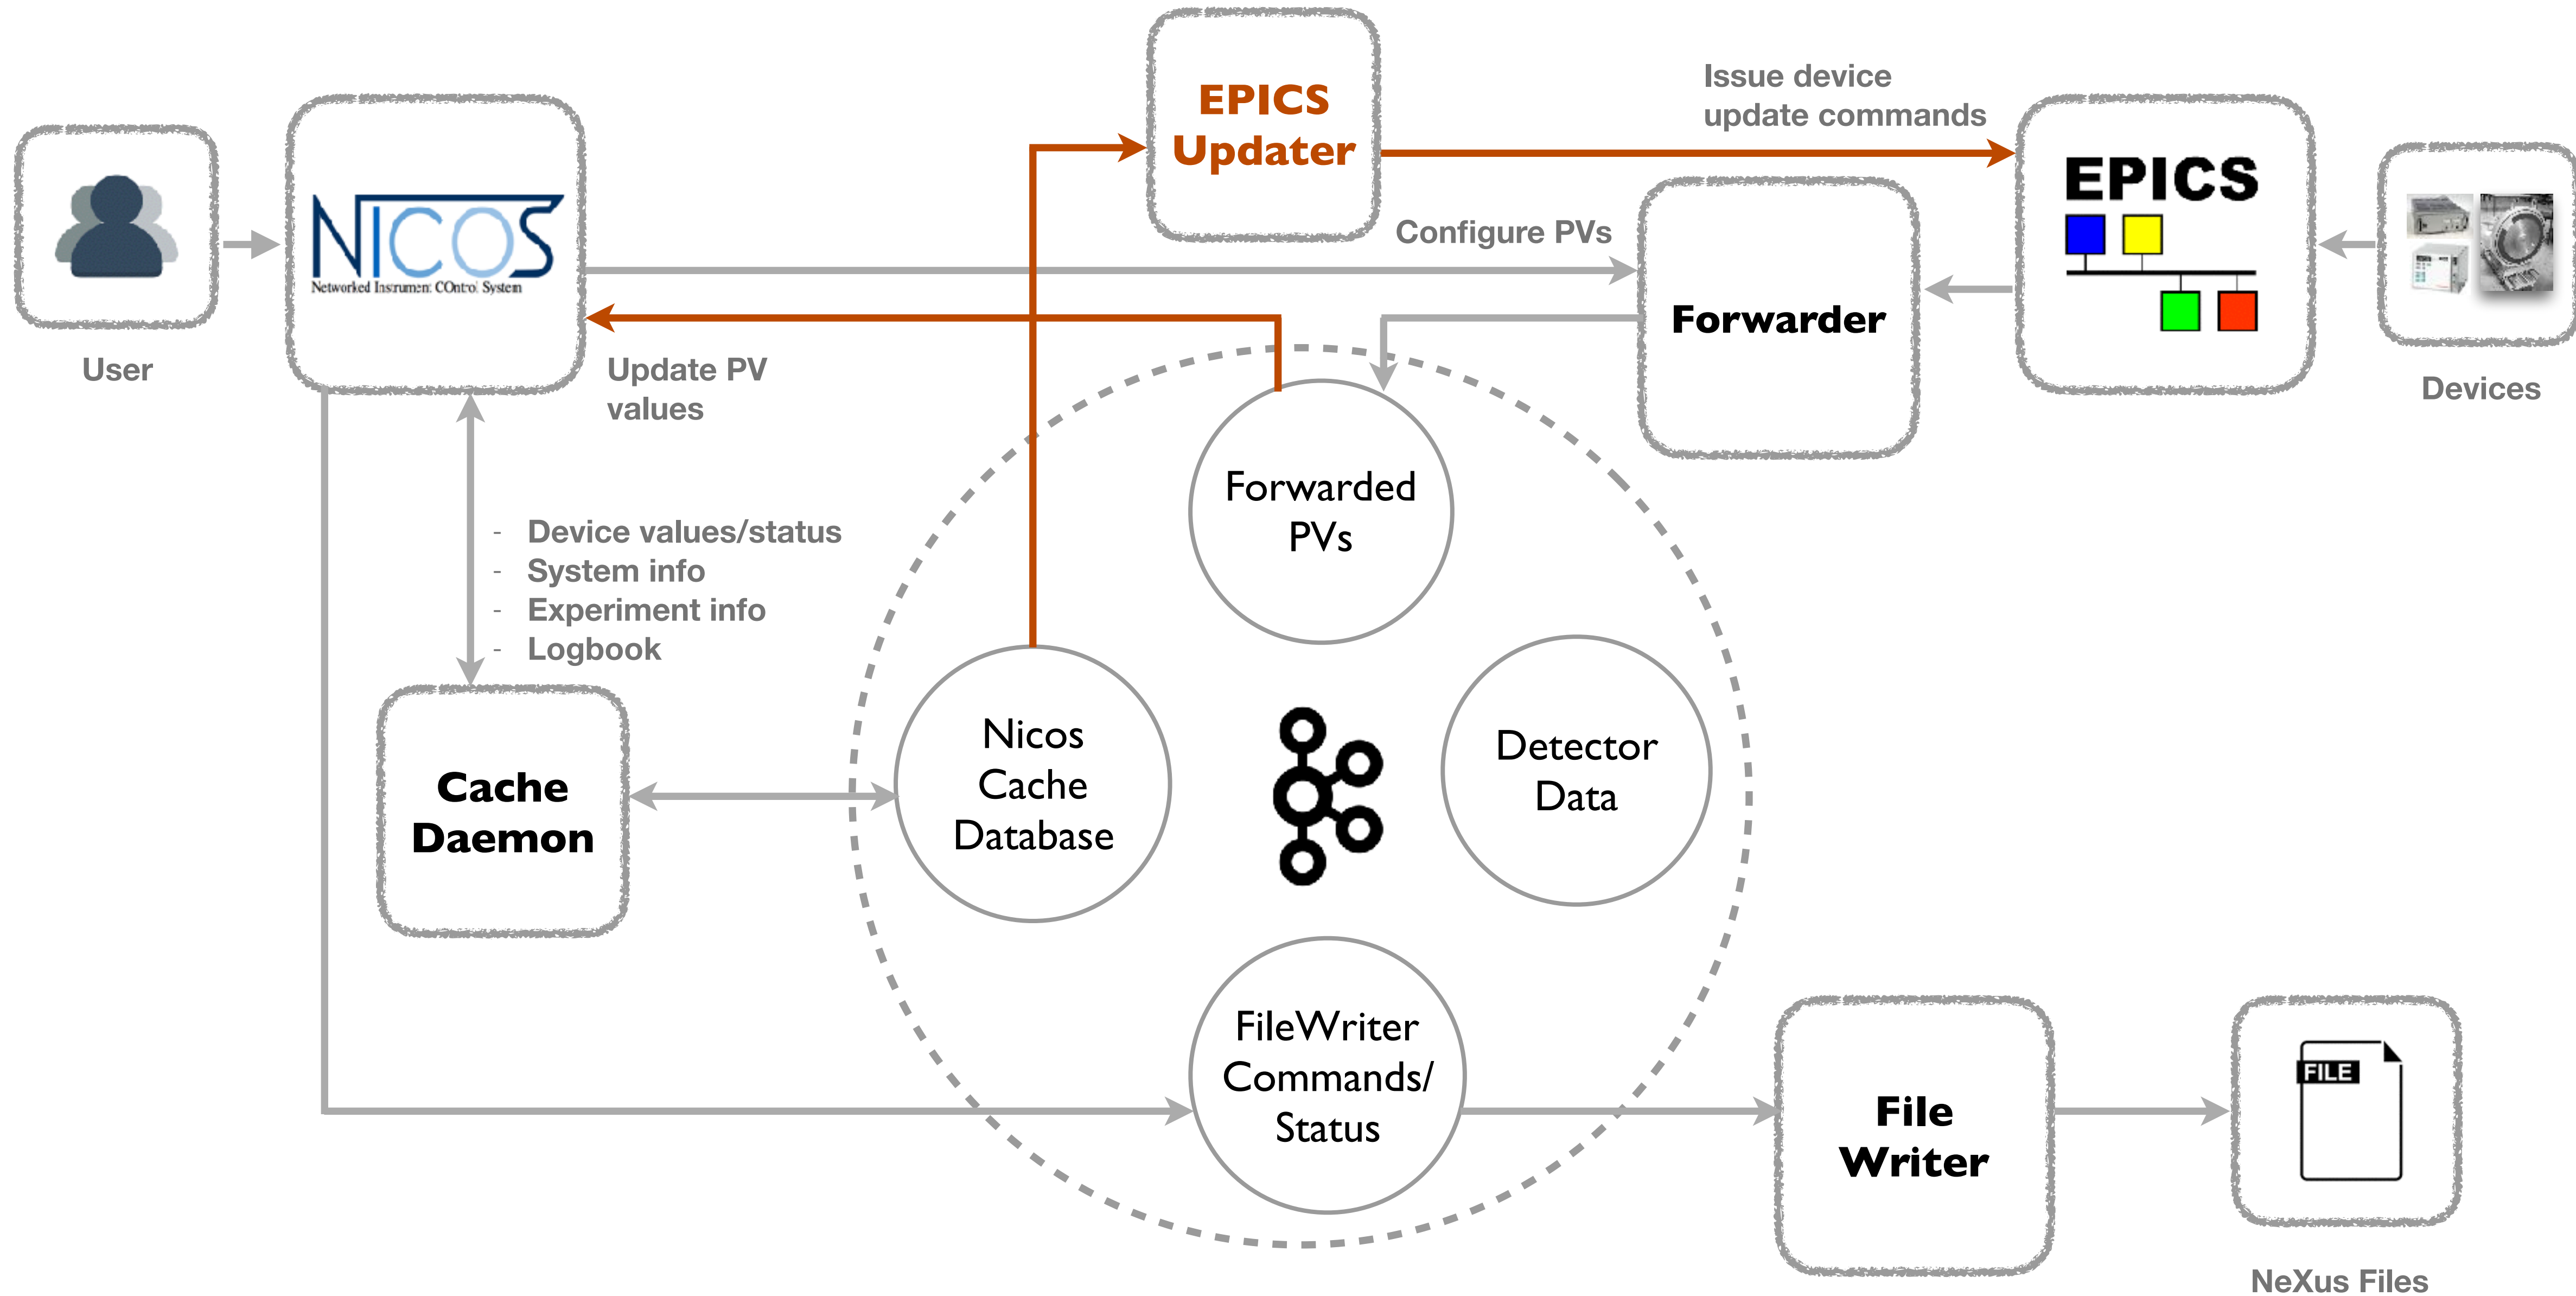 EPICS
Updater
Issue device
update commands
EPICS
NICOS
Networked Instrument COntrol System
Configure PVs
Forwarder
User
Update PV
values
Devices
Forwarded
PVs
- Device values/status
- System info
- Experiment info
- Logbook
Nicos
Cache
Database
Detector
Data
Cache
Daemon
FileWriter
Commands/
Status
File
Writer
FILE
NeXus Files